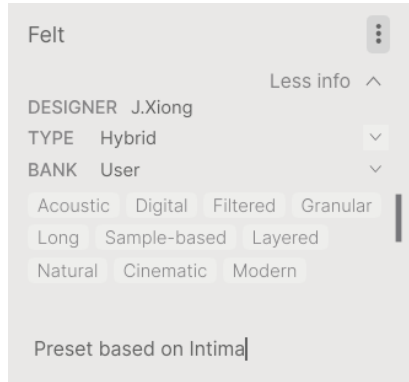 Felt
Less info
DESIGNER J.Xiong
TYPE Hybrid
BANK User
Acoustic Digital Filtered Granular
Long Sample-based Layered
Natural Cinematic Modern
Preset based on Intima